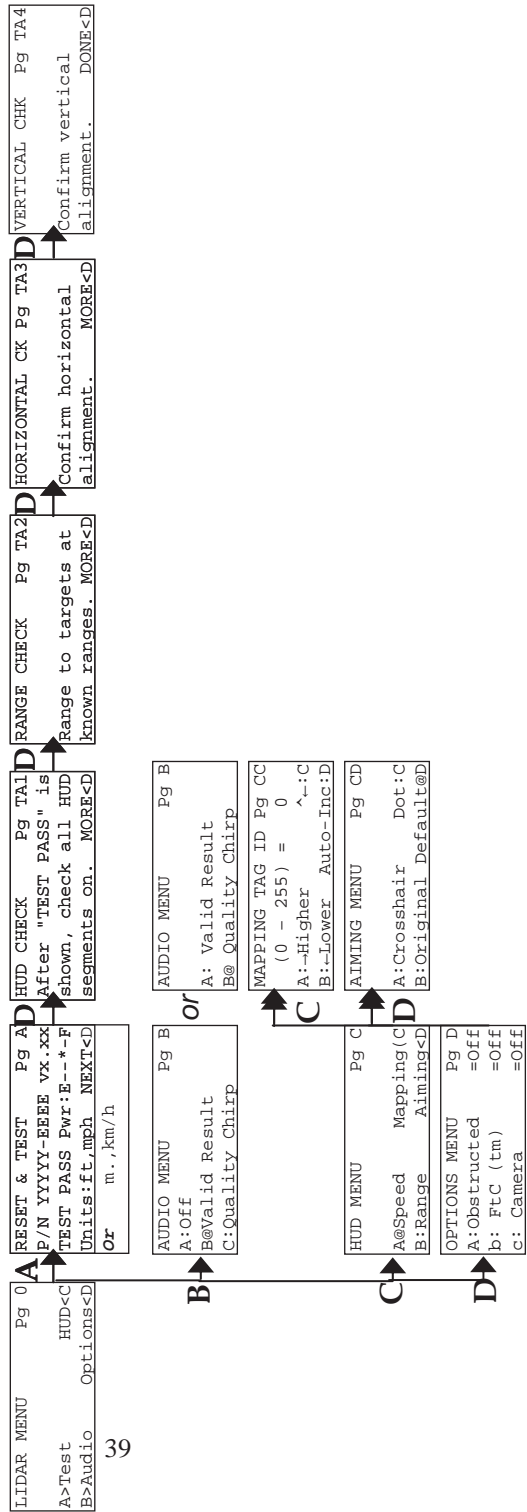 LIDAR MENU Pg 0
A>Test HUD<C
B>Audio Options<D
A
RESET & TEST Pg A
P/N YYYYY-EEEE vx.xx
TEST PASS Pwr:E--*-F
Units:ft,mph NEXT<D
or m.,km/h
D
HUD CHECK Pg TA1
After "TEST PASS" is
shown, check all HUD
segments on. MORE<D
D
RANGE CHECK Pg TA2
Range to targets at
known ranges. MORE<D
D
HORIZONTAL CK Pg TA3
Confirm horizontal
alignment. MORE<D
D
VERTICAL CHK Pg TA4
Confirm vertical
alignment. DONE<D
B
AUDIO MENU Pg B
A:Off
B@Valid Result
C:Quality Chirp
or
AUDIO MENU Pg B
A: Valid Result
B@ Quality Chirp
C
HUD MENU Pg C
A@Speed Mapping(C
B:Range Aiming<D
C
MAPPING TAG ID Pg CC
(0 - 255) = 0
A:→Higher ^←:C
B:←Lower Auto-Inc:D
D
AIMING MENU Pg CD
A:Crosshair Dot:C
B:Original Default@D
D
OPTIONS MENU Pg D
A:Obstructed =Off
b: FtC (tm) =Off
c: Camera =Off
39